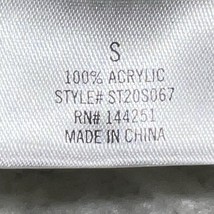 S
100% ACRYLIC
STYLE# ST20S067
RN# 144251
MADE IN CHINA